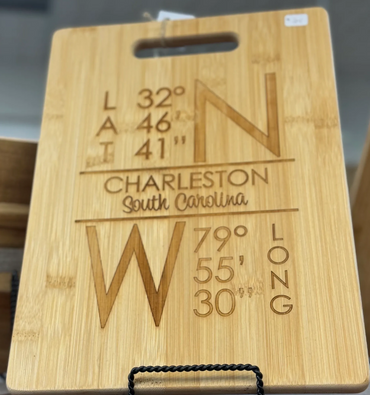 L 32° N
A 46'
T 41"
CHARLESTON
South Carolina
W 79° L
55' O
30" N
G